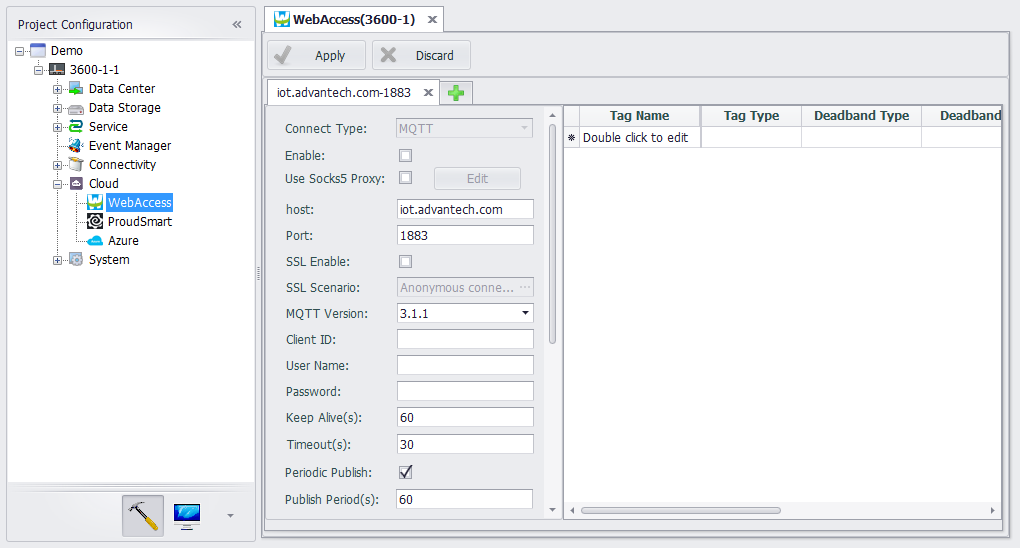 Project Configuration
Demo
3600-1-1
Data Center
Data Storage
Service
Event Manager
Connectivity
Cloud
WebAccess
ProudSmart
Azure
System
WebAccess(3600-1)
Apply Discard
iot.advantech.com-1883
Connect Type: MQTT
Enable:
Use Socks5 Proxy: Edit
host: iot.advantech.com
Port: 1883
SSL Enable:
SSL Scenario: Anonymous conne... ...
MQTT Version: 3.1.1
Client ID:
User Name:
Password:
Keep Alive(s): 60
Timeout(s): 30
Periodic Publish:
Publish Period(s): 60
Tag Name Tag Type Deadband Type Deadband
Double click to edit